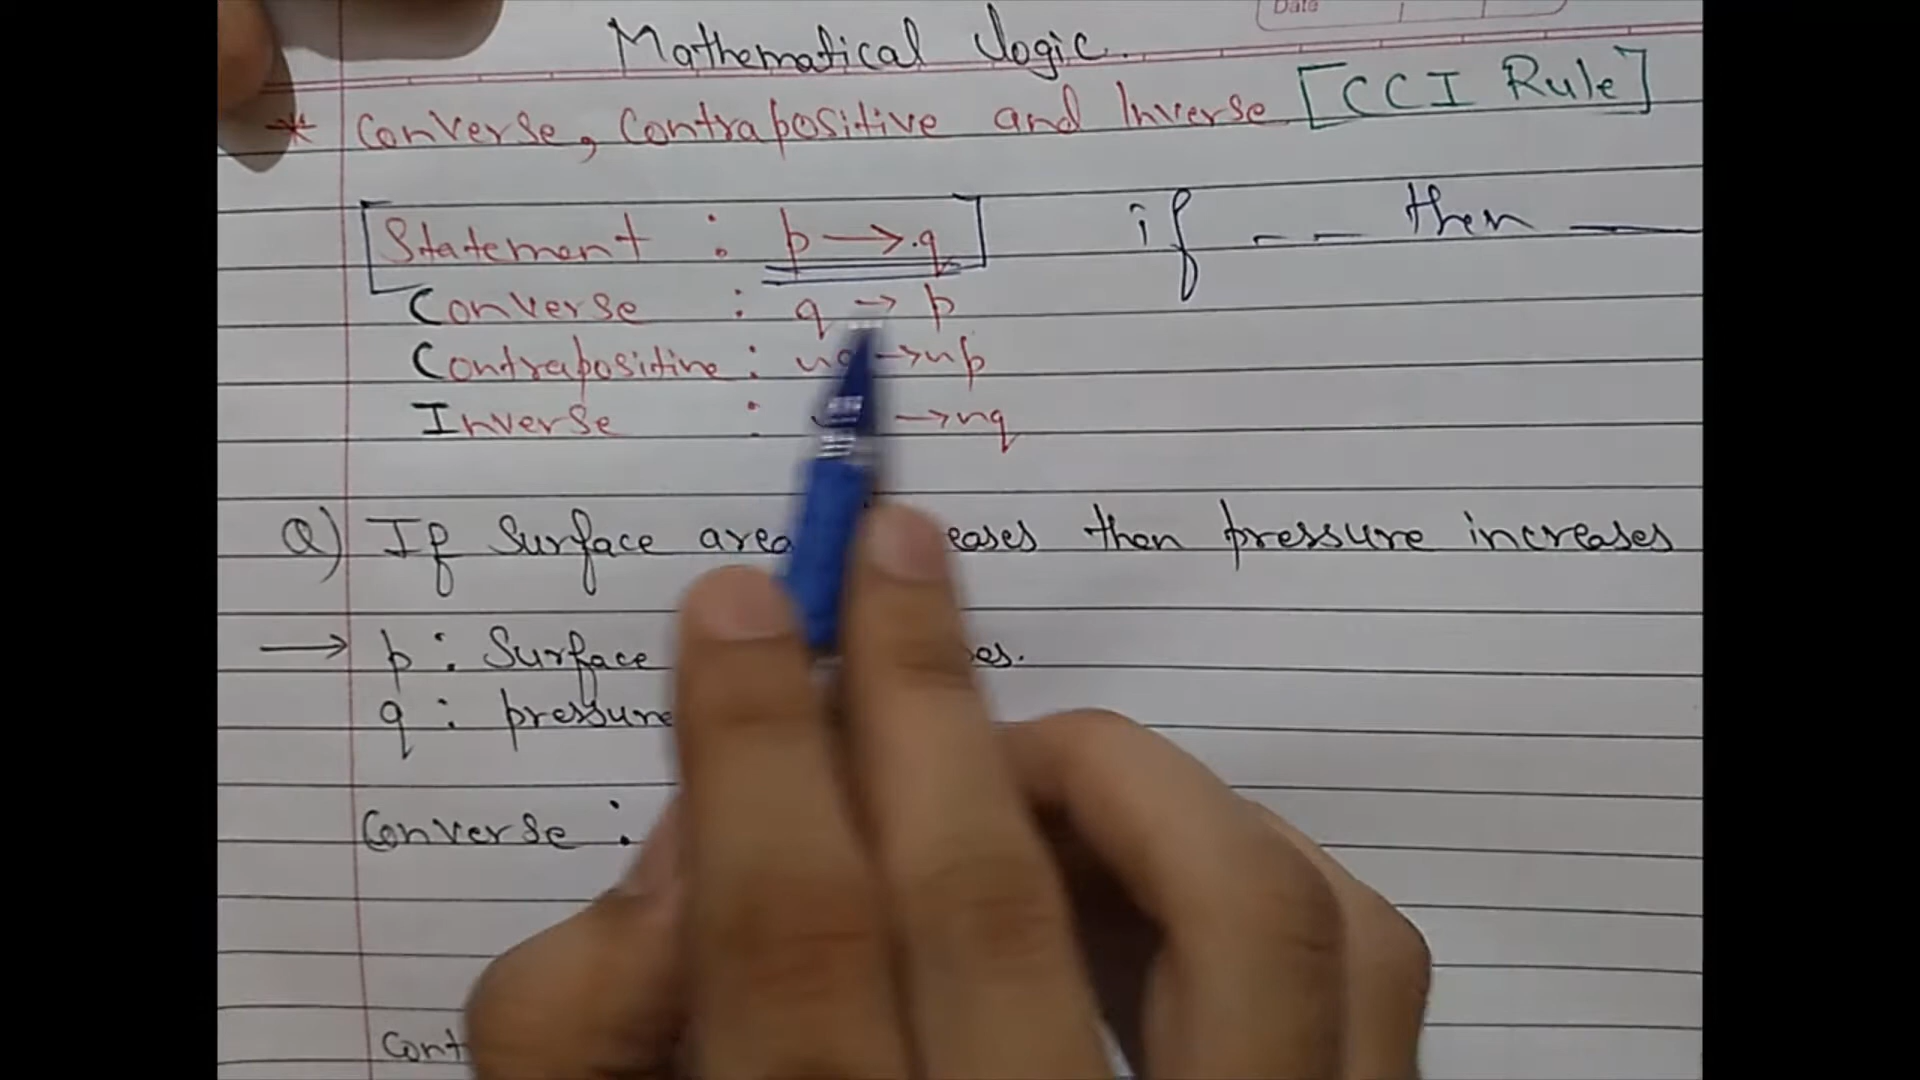 Date
Mathematical Logic.
* Converse, Contrapositive and Inverse [CCI Rule]
Statement : p → q if -- then —
Converse : q → p
Contrapositive : ~q → ~p
Inverse : → ~q
Q) If Surface area eases then pressure increases
→ p : Surface es.
q : pressure
Converse :
Cont